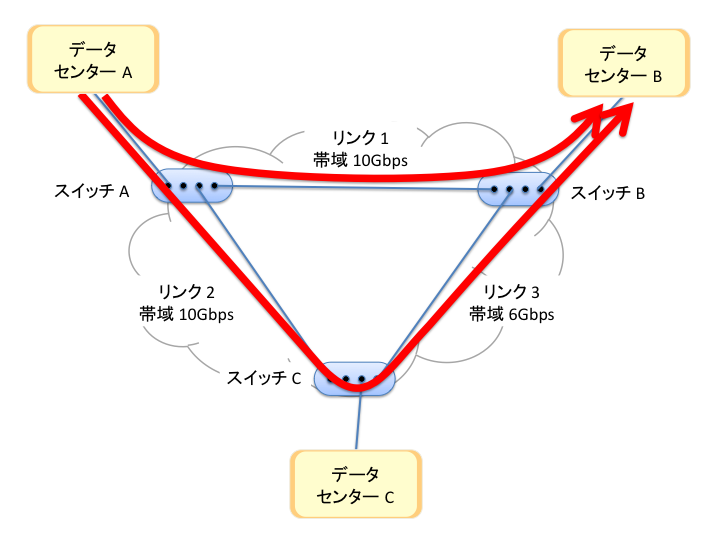 データ
センター A
データ
センター B
リンク 1
帯域 10Gbps
スイッチ A
スイッチ B
リンク 2
帯域 10Gbps
リンク 3
帯域 6Gbps
スイッチ C
データ
センター C